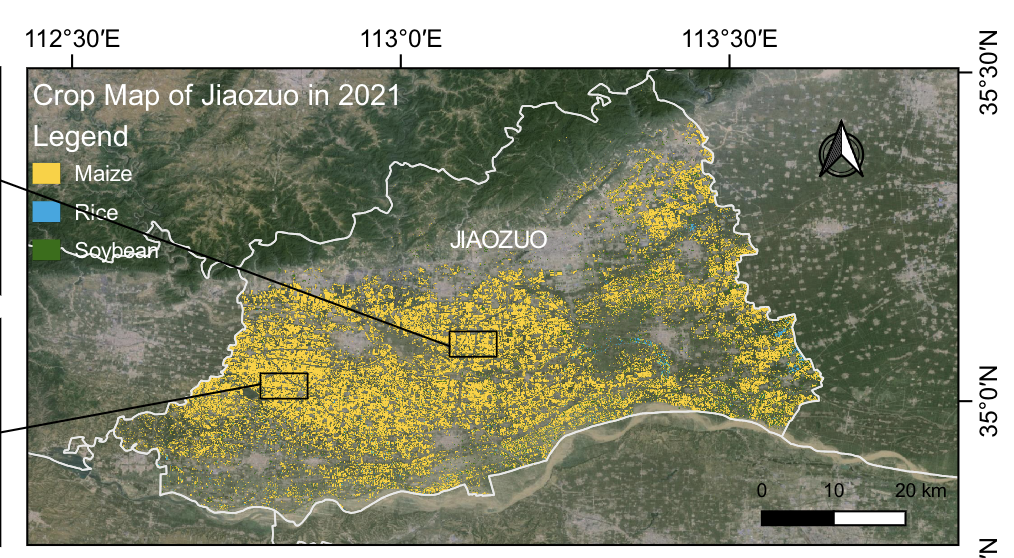 112°30′E 113°0′E 113°30′E
35°30′N
Crop Map of Jiaozuo in 2021
Legend
Maize
Rice
Soybean
JIAOZUO
35°0′N
0 10 20 km